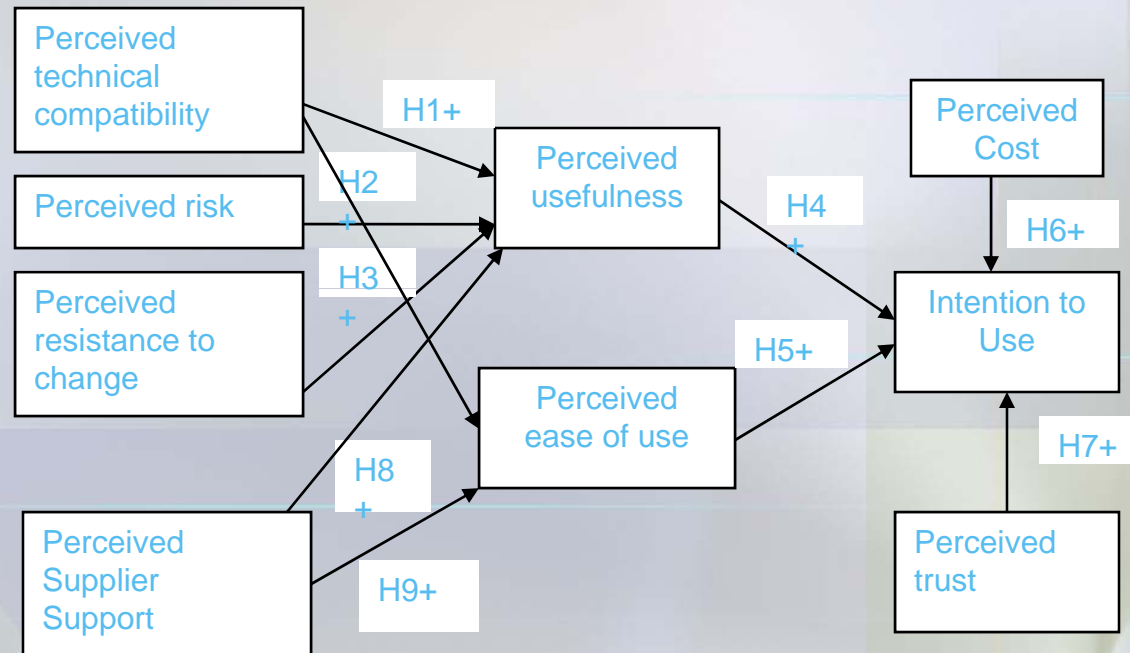 Perceived
technical
compatibility
H1+
Perceived
usefulness
Perceived
Cost
H2
+
Perceived risk
H4
+
H6+
H3
+
Perceived
resistance to
change
Intention to
Use
H5+
Perceived
ease of use
H7+
H8
+
Perceived
Supplier
Support
H9+
Perceived
trust